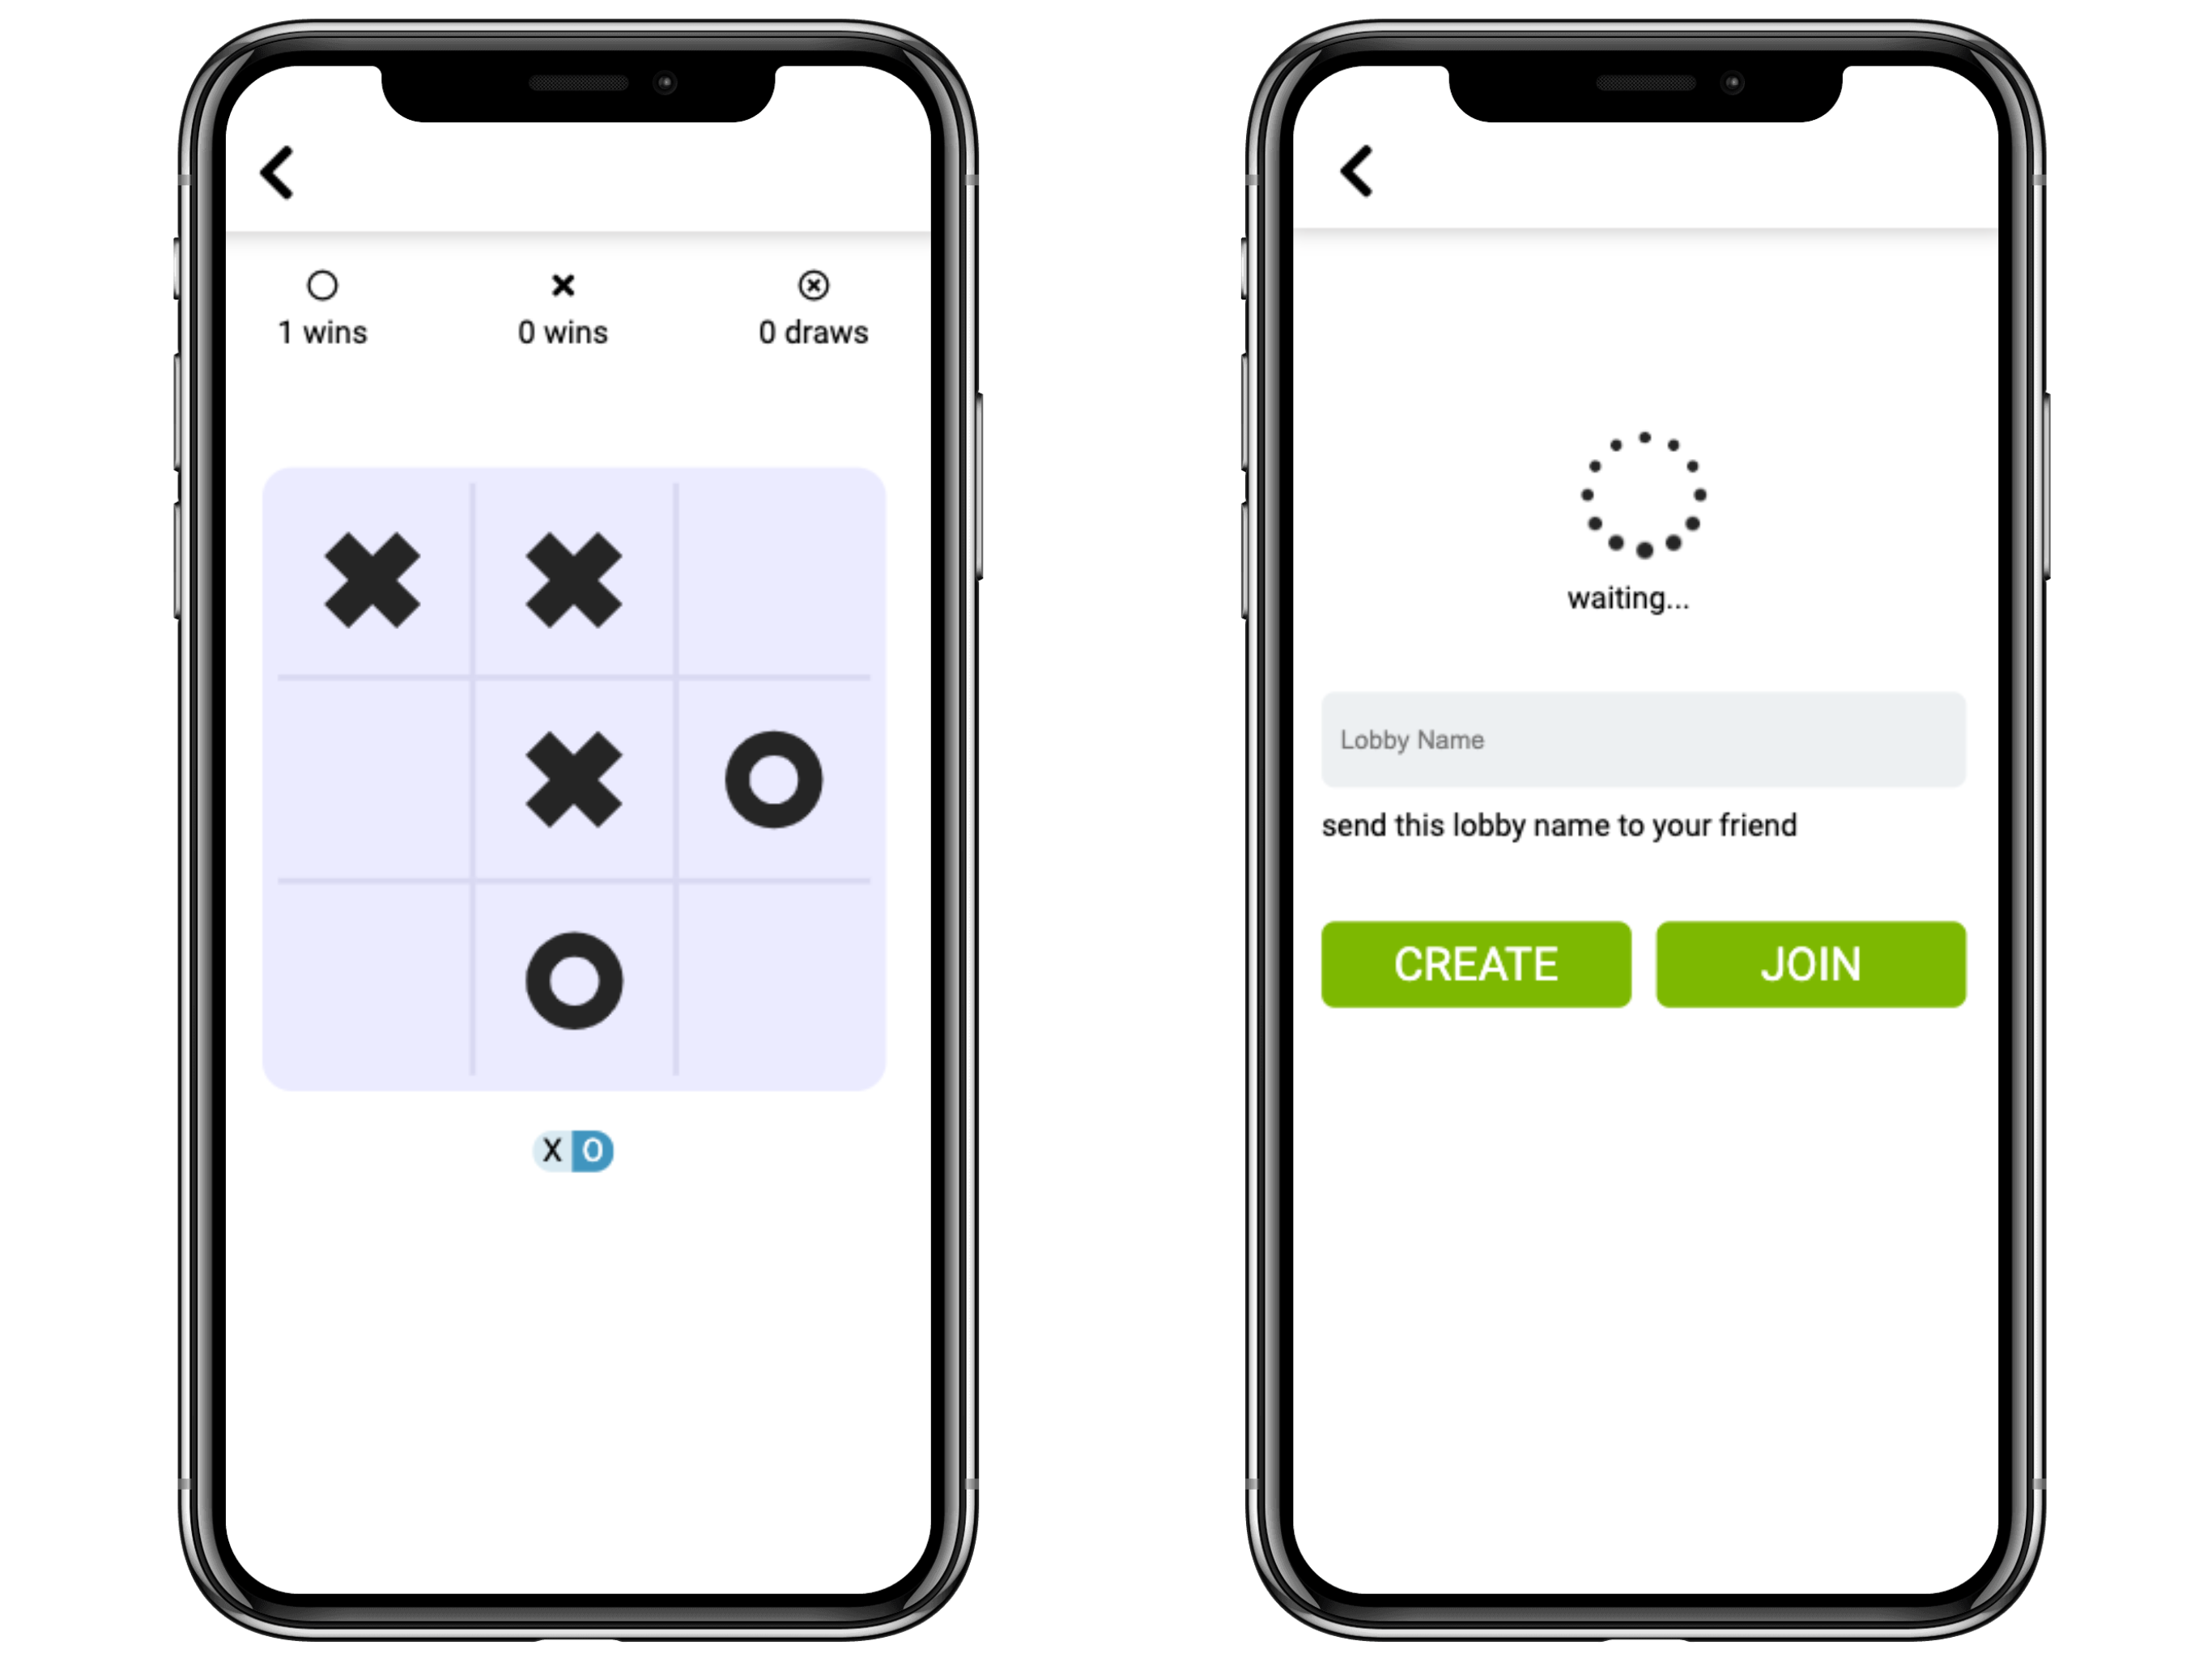 1 wins
0 wins
0 draws
X O
waiting...
Lobby Name
send this lobby name to your friend
CREATE
JOIN